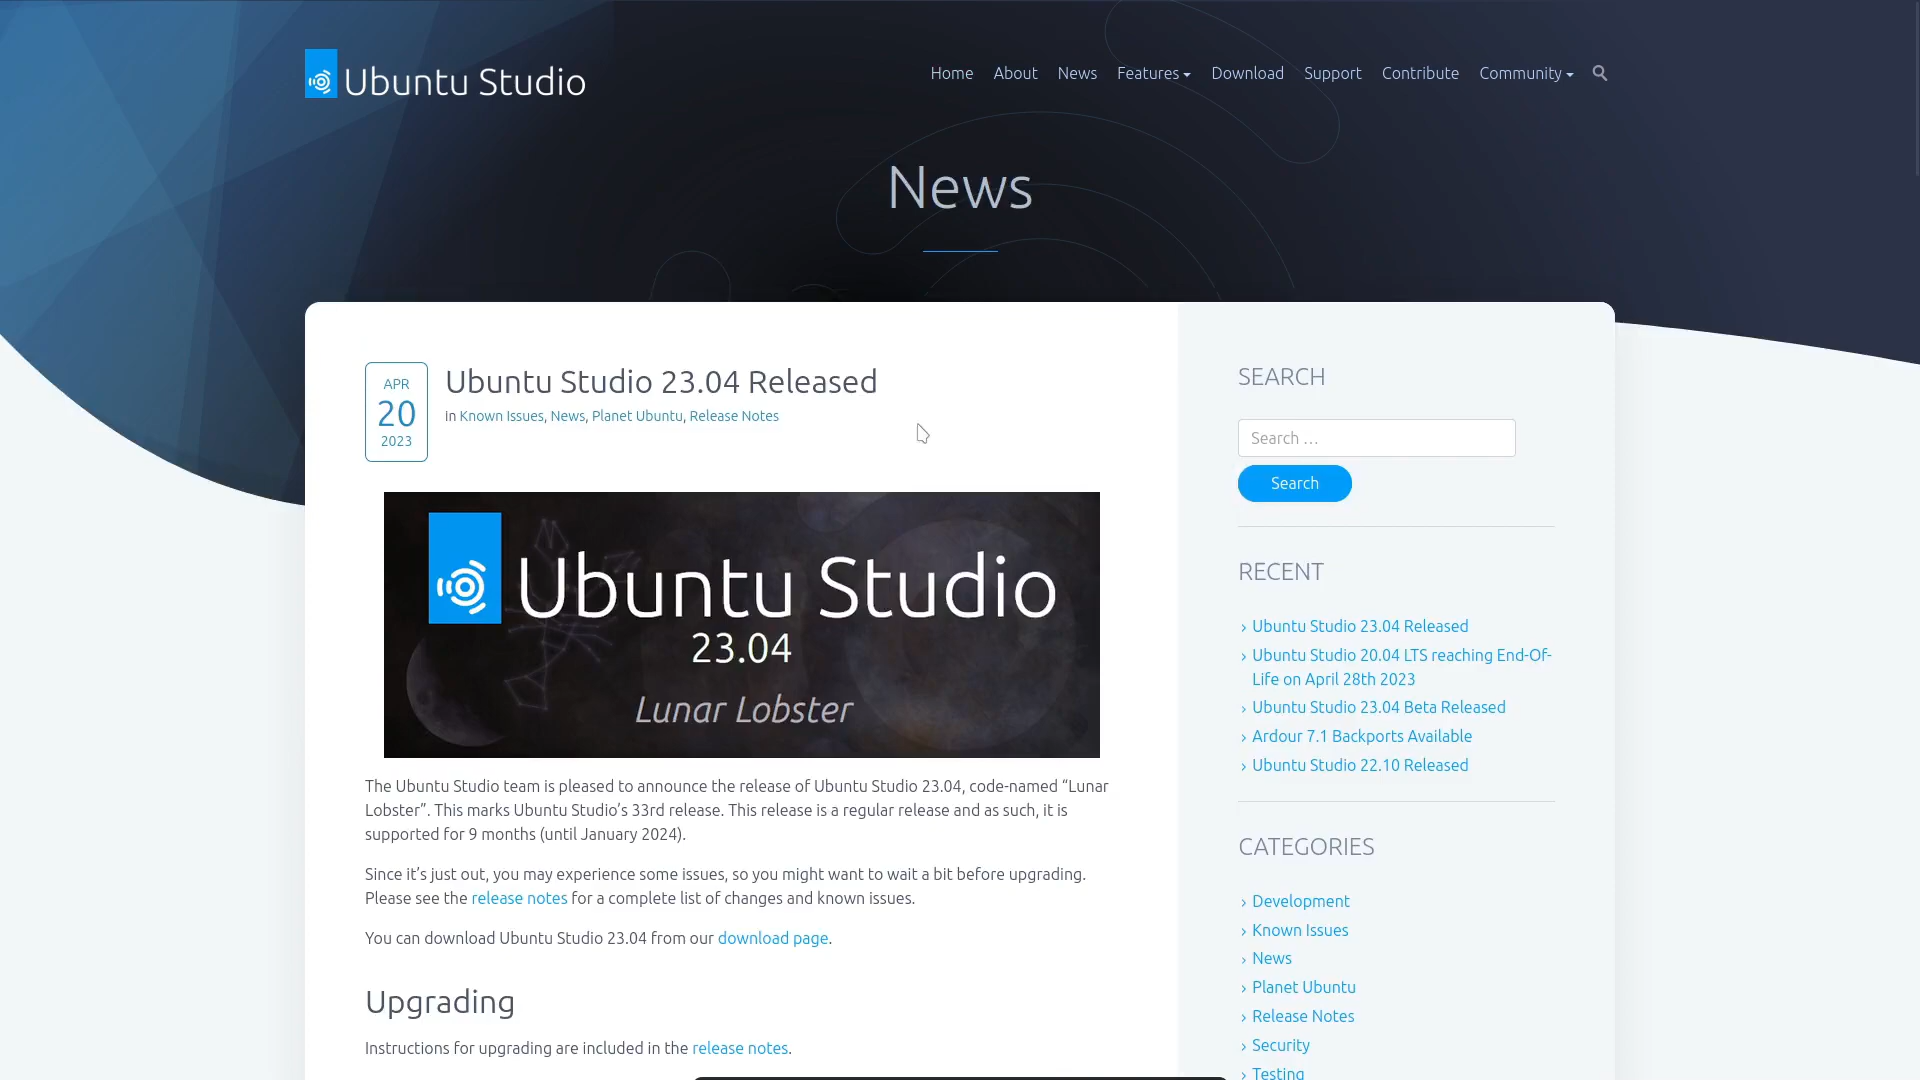 Ubuntu Studio
Home About News Features Download Support Contribute Community
News
APR
20
2023
Ubuntu Studio 23.04 Released
in Known Issues, News, Planet Ubuntu, Release Notes
Ubuntu Studio
23.04
Lunar Lobster
The Ubuntu Studio team is pleased to announce the release of Ubuntu Studio 23.04, code-named “Lunar
Lobster”. This marks Ubuntu Studio’s 33rd release. This release is a regular release and as such, it is
supported for 9 months (until January 2024).
Since it’s just out, you may experience some issues, so you might want to wait a bit before upgrading.
Please see the release notes for a complete list of changes and known issues.
You can download Ubuntu Studio 23.04 from our download page.
Upgrading
Instructions for upgrading are included in the release notes.
SEARCH
Search …
Search
RECENT
› Ubuntu Studio 23.04 Released
› Ubuntu Studio 20.04 LTS reaching End-Of-
Life on April 28th 2023
› Ubuntu Studio 23.04 Beta Released
› Ardour 7.1 Backports Available
› Ubuntu Studio 22.10 Released
CATEGORIES
› Development
› Known Issues
› News
› Planet Ubuntu
› Release Notes
› Security
› Testing